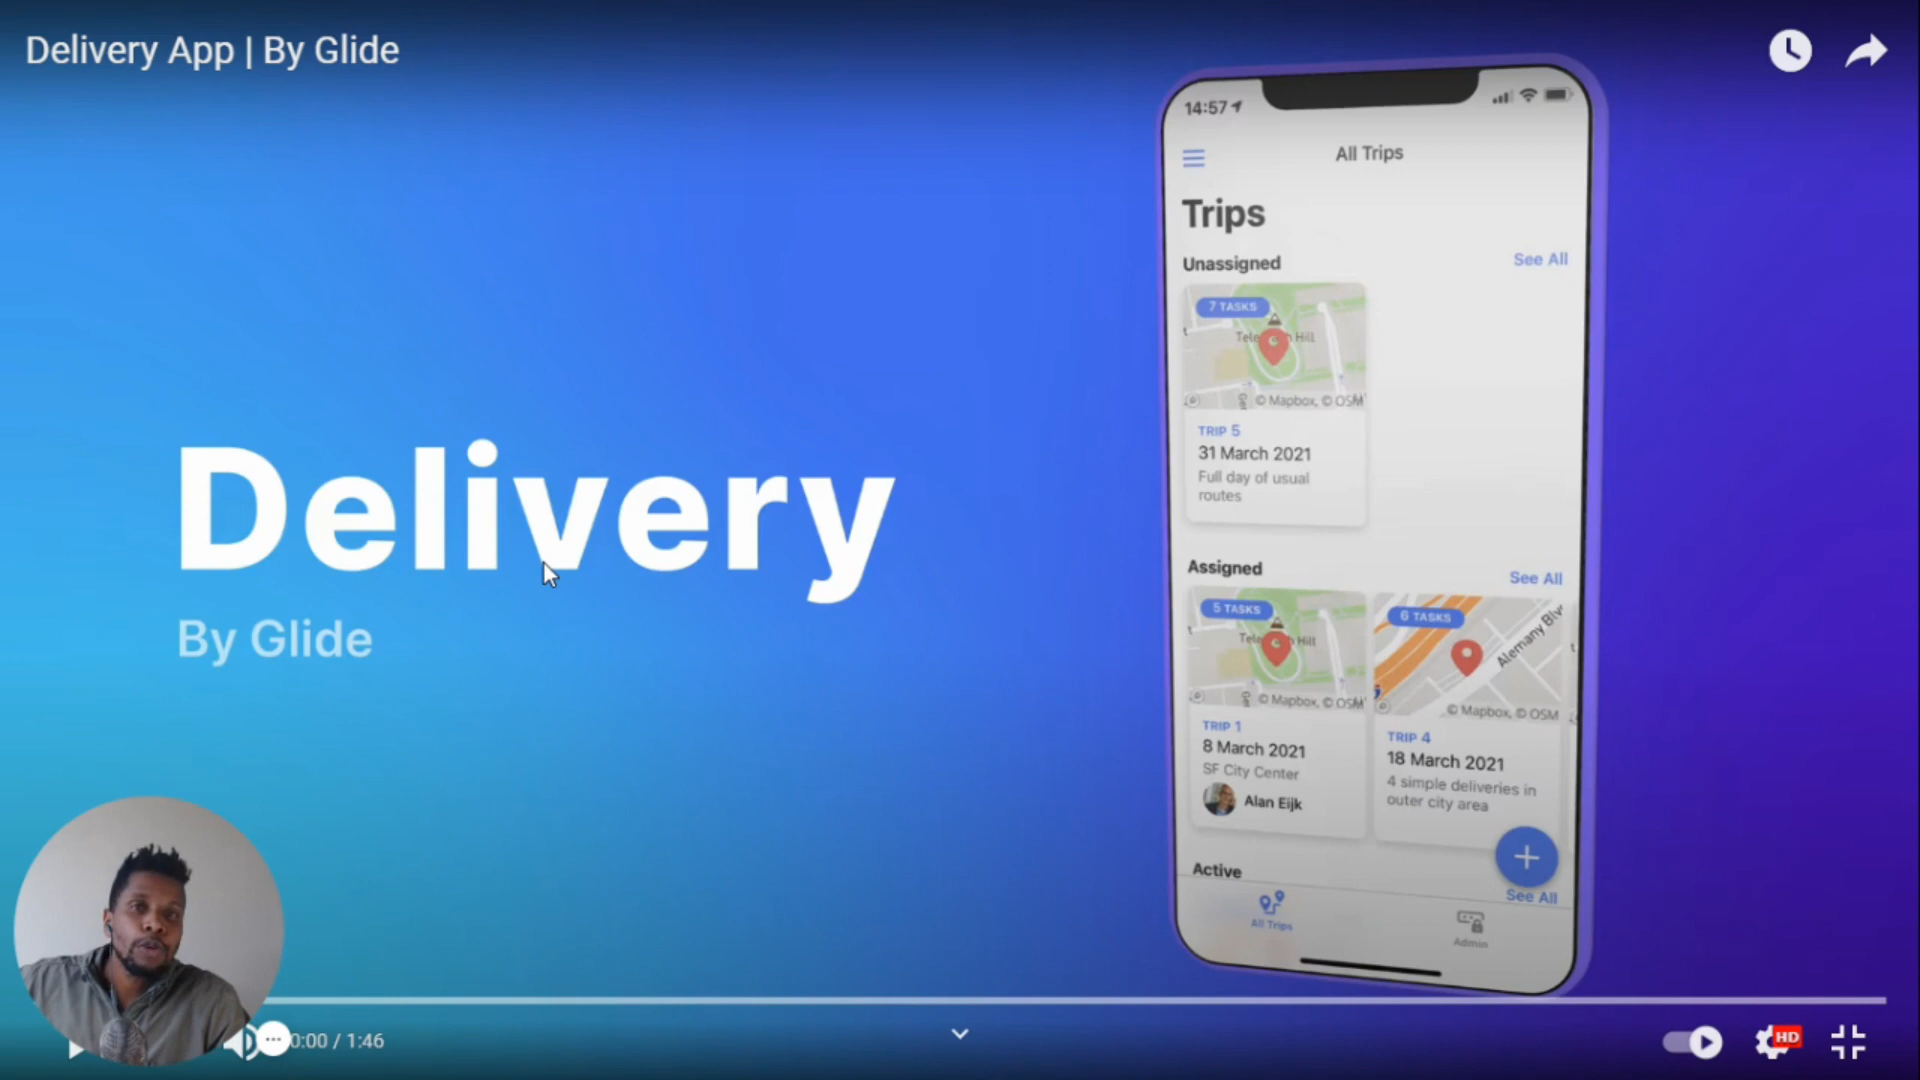 Delivery App | By Glide
14:57
All Trips
Trips
Unassigned
See All
7 TASKS
© Mapbox, © OSM
TRIP 5
31 March 2021
Full day of usual
routes
Delivery
By Glide
Assigned
See All
5 TASKS
6 TASKS
Alemany Blv
© Mapbox, © OSM
© Mapbox, © OSM
TRIP 1
8 March 2021
SF City Center
Alan Eijk
TRIP 4
18 March 2021
4 simple deliveries in
outer city area
Active
See All
All Trips
Admin
0:00 / 1:46
HD